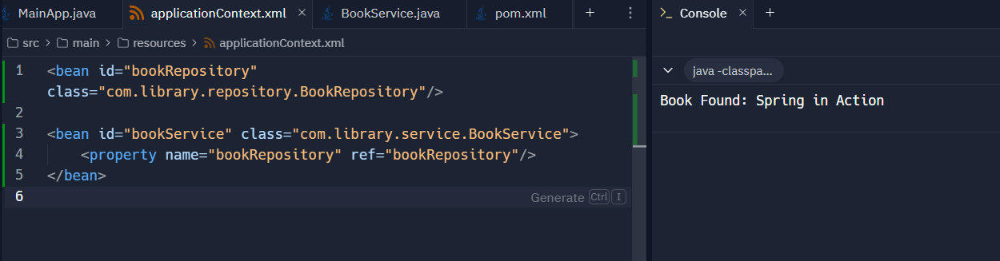 MainApp.java applicationContext.xml × BookService.java pom.xml + ⋮
src > main > resources > applicationContext.xml
1 <bean id="bookRepository"
class="com.library.repository.BookRepository"/>
2
3 <bean id="bookService" class="com.library.service.BookService">
4 <property name="bookRepository" ref="bookRepository"/>
5 </bean>
6
Generate Ctrl I
>_ Console × +
java -classpa...
Book Found: Spring in Action